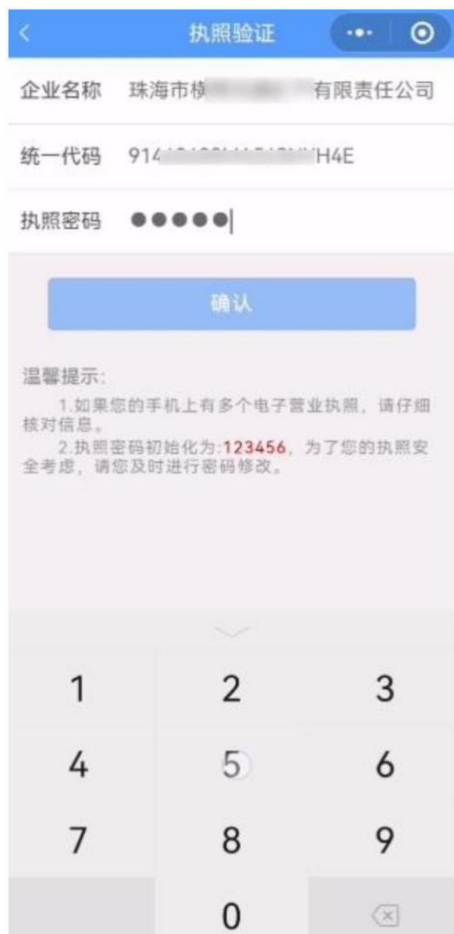 执照验证
企业名称 珠海市横 有限责任公司
统一代码 914 H4E
执照密码
确认
温馨提示:
1.如果您的手机上有多个电子营业执照，请仔细
核对信息。
2.执照密码初始化为:123456，为了您的执照安
全考虑，请您及时进行密码修改。
1 2 3
4 5 6
7 8 9
0